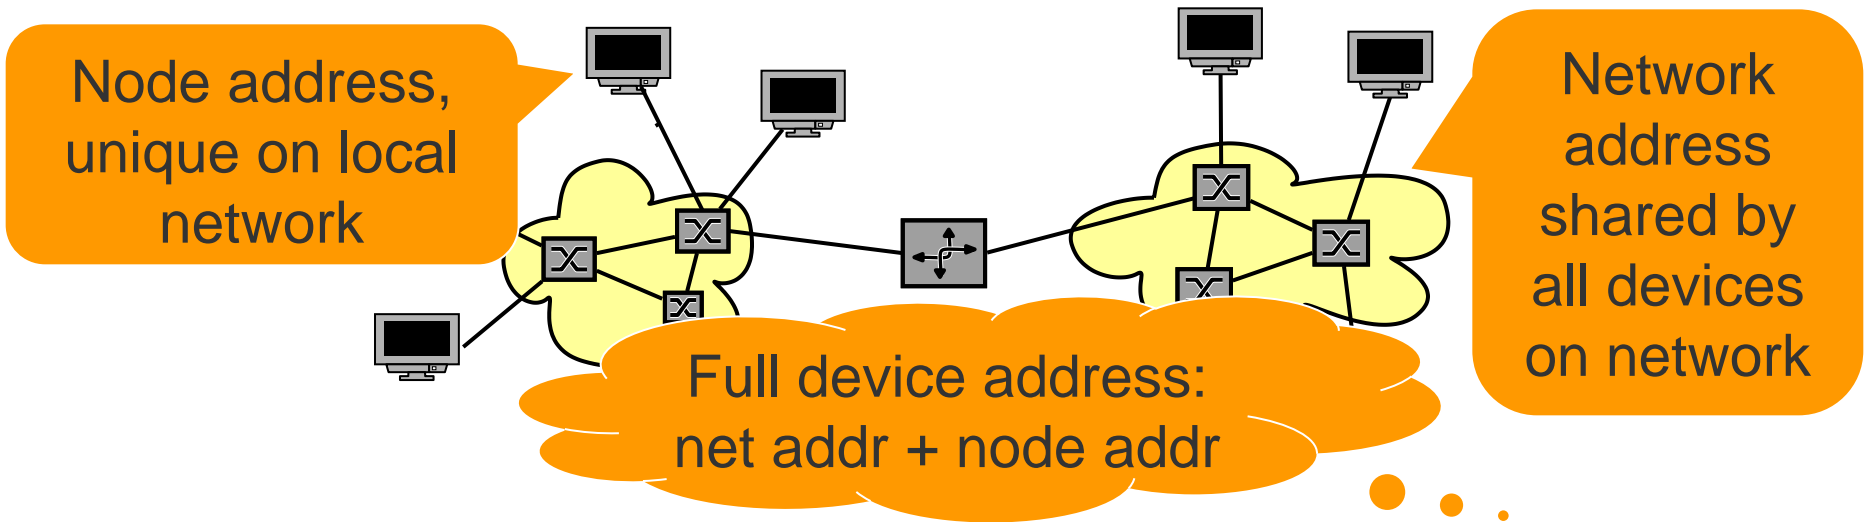 Node address,
unique on local
network
Network
address
shared by
all devices
on network
Full device address:
net addr + node addr